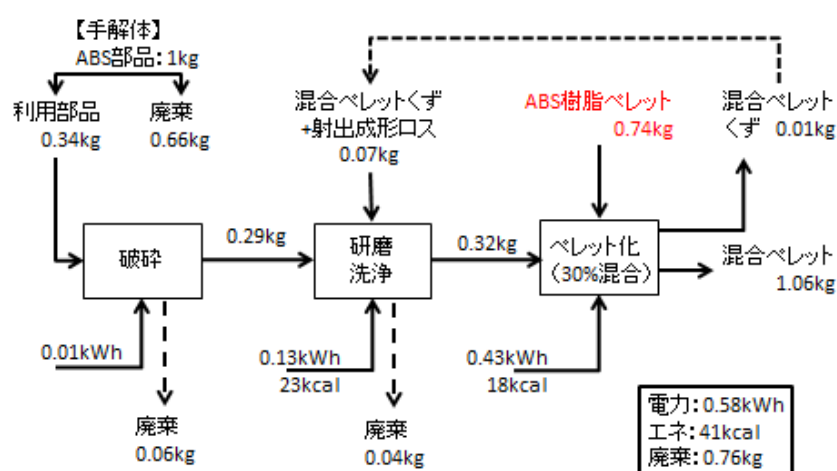 【手解体】
ABS部品：1kg
利用部品
0.34kg
廃棄
0.66kg
混合ペレットくず
+射出成形ロス
0.07kg
ABS樹脂ペレット
0.74kg
混合ペレット
くず 0.01kg
破砕
0.29kg
研磨
洗浄
0.32kg
ペレット化
（30%混合）
混合ペレット
1.06kg
0.01kWh
0.13kWh
23kcal
0.43kWh
18kcal
廃棄
0.06kg
廃棄
0.04kg
電力：0.58kWh
エネ：41kcal
廃棄：0.76kg